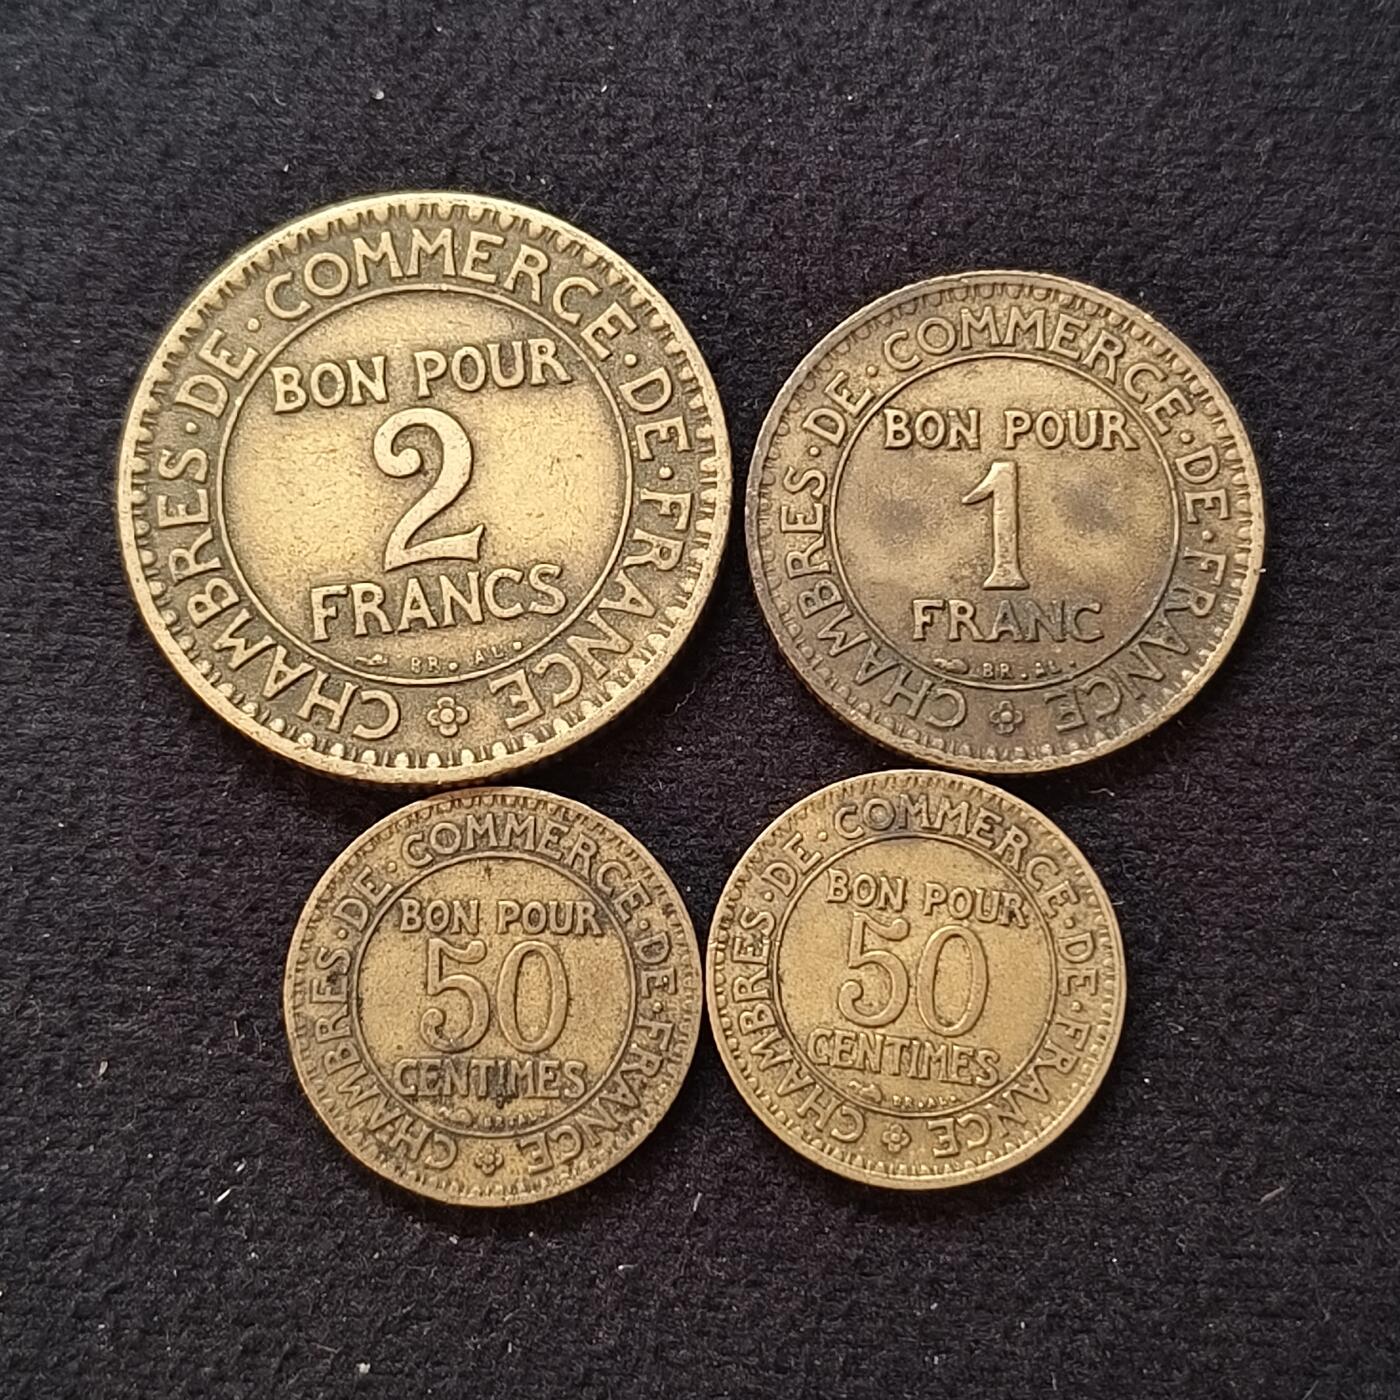 CHAMBRES·DE·COMMERCE·DE·FRANCE
BON POUR
2
FRANCS
BR. AL.
CHAMBRES·DE·COMMERCE·DE·FRANCE
BON POUR
1
FRANC
BR. AL.
CHAMBRES·DE·COMMERCE·DE·FRANCE
BON POUR
50
CENTIMES
CHAMBRES·DE·COMMERCE·DE·FRANCE
BON POUR
50
CENTIMES
BR. AL.